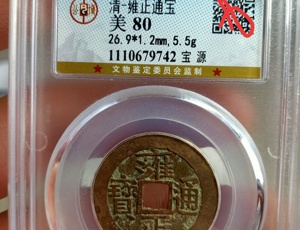 清-雍正通宝
美 80
26.9*1.2mm,5.5g
1110679742 宝 源
★ 文物鉴定委员会监制 ★
雍
寶 通
正